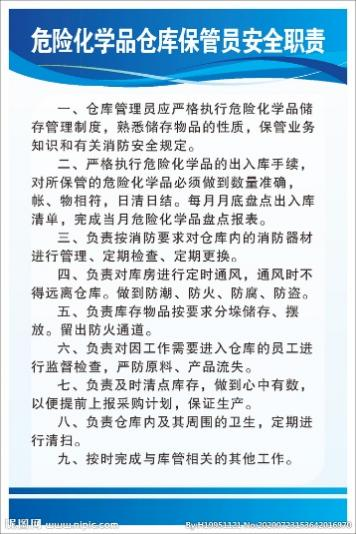 危险化学品仓库保管员安全职责
一、仓库管理员应严格执行危险化学品储
存管理制度，熟悉储存物品的性质，保管业务
知识和有关消防安全规定。
二、严格执行危险化学品的出入库手续，
对所保管的危险化学品必须做到数量准确，
帐、物相符，日清日结。每月月底盘点出入库
清单，完成当月危险化学品盘点报表。
三、负责按消防要求对仓库内的消防器材
进行管理、定期检查、定期更换。
四、负责对库房进行定时通风，通风时不
得远离仓库。做到防潮、防火、防腐、防盗。
五、负责库存物品按要求分垛储存、摆
放。留出防火通道。
六、负责对因工作需要进入仓库的员工进
行监督检查，严防原料、产品流失。
七、负责及时清点库存，做到心中有数，
以便提前上报采购计划，保证生产。
八、负责仓库内及其周围的卫生，定期进
行清扫。
九、按时完成与库管相关的其他工作。
昵图网 www.nipic.com
By:H10951121 No:20200723153642016970